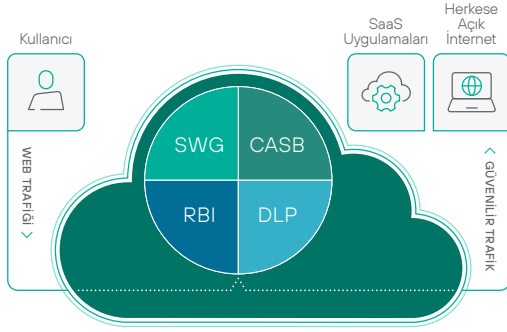 Kullanıcı
SaaS
Uygulamaları
Herkese
Açık
İnternet
SWG
CASB
RBI
DLP
WEB TRAFİĞİ >
< GÜVENİLİR TRAFİK